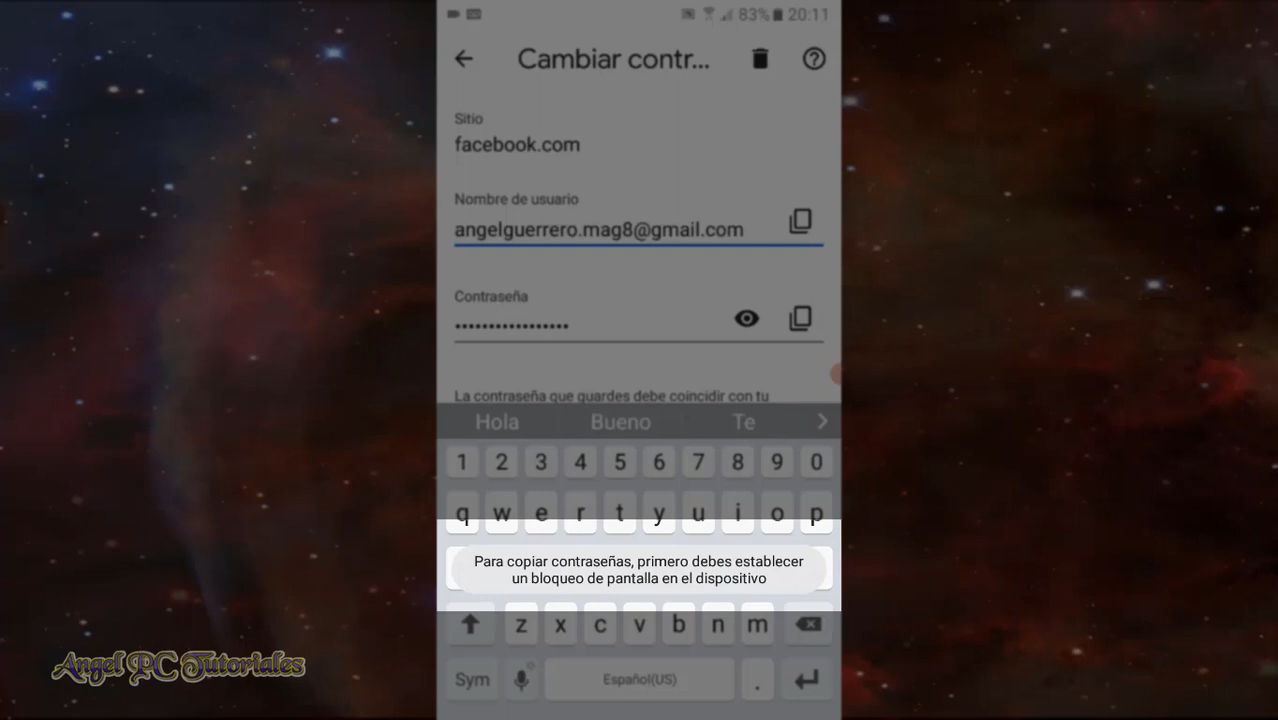 83% 20:11
Cambiar contr...
Sitio
facebook.com
Nombre de usuario
angelguerrero.mag8@gmail.com
Contraseña
•••••••••••••••••
La contraseña que guardes debe coincidir con tu
Hola Bueno Te
1 2 3 4 5 6 7 8 9 0
q w e r t y u i o p
Para copiar contraseñas, primero debes establecer
un bloqueo de pantalla en el dispositivo
z x c v b n m
Sym Español(US) .
Angel PC Tutoriales